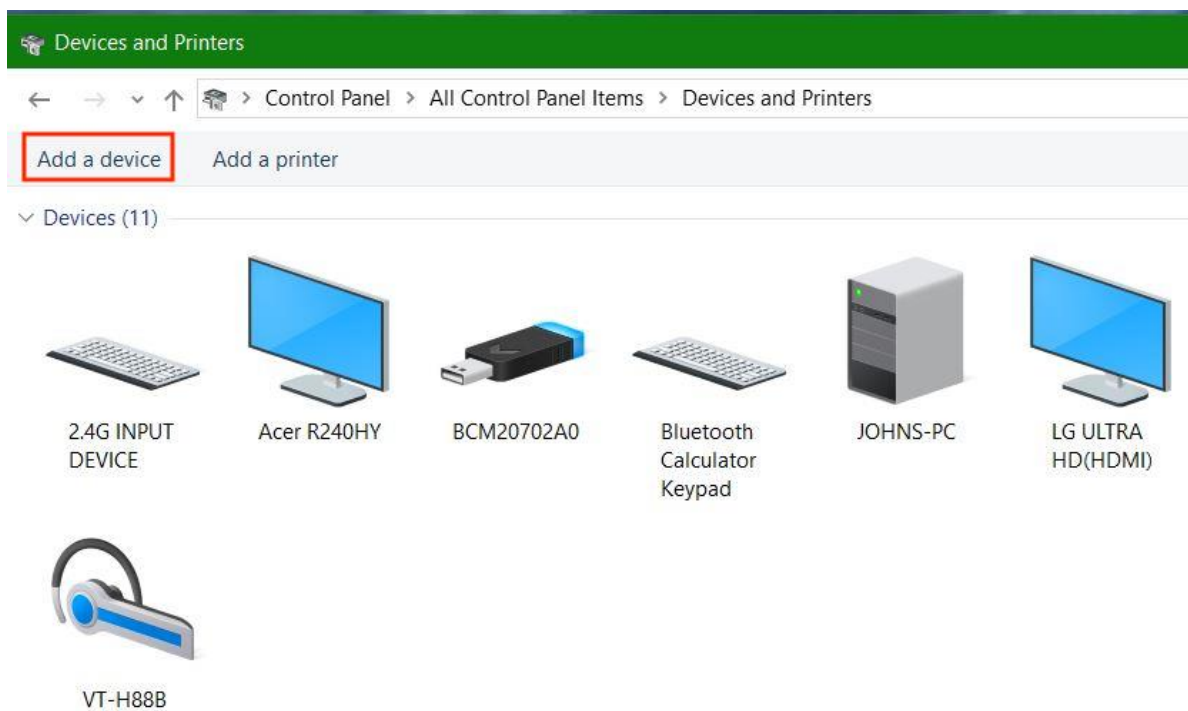 Devices and Printers
Control Panel > All Control Panel Items > Devices and Printers
Add a device Add a printer
Devices (11)
2.4G INPUT DEVICE
Acer R240HY
BCM20702A0
Bluetooth Calculator Keypad
JOHNS-PC
LG ULTRA HD(HDMI)
VT-H88B